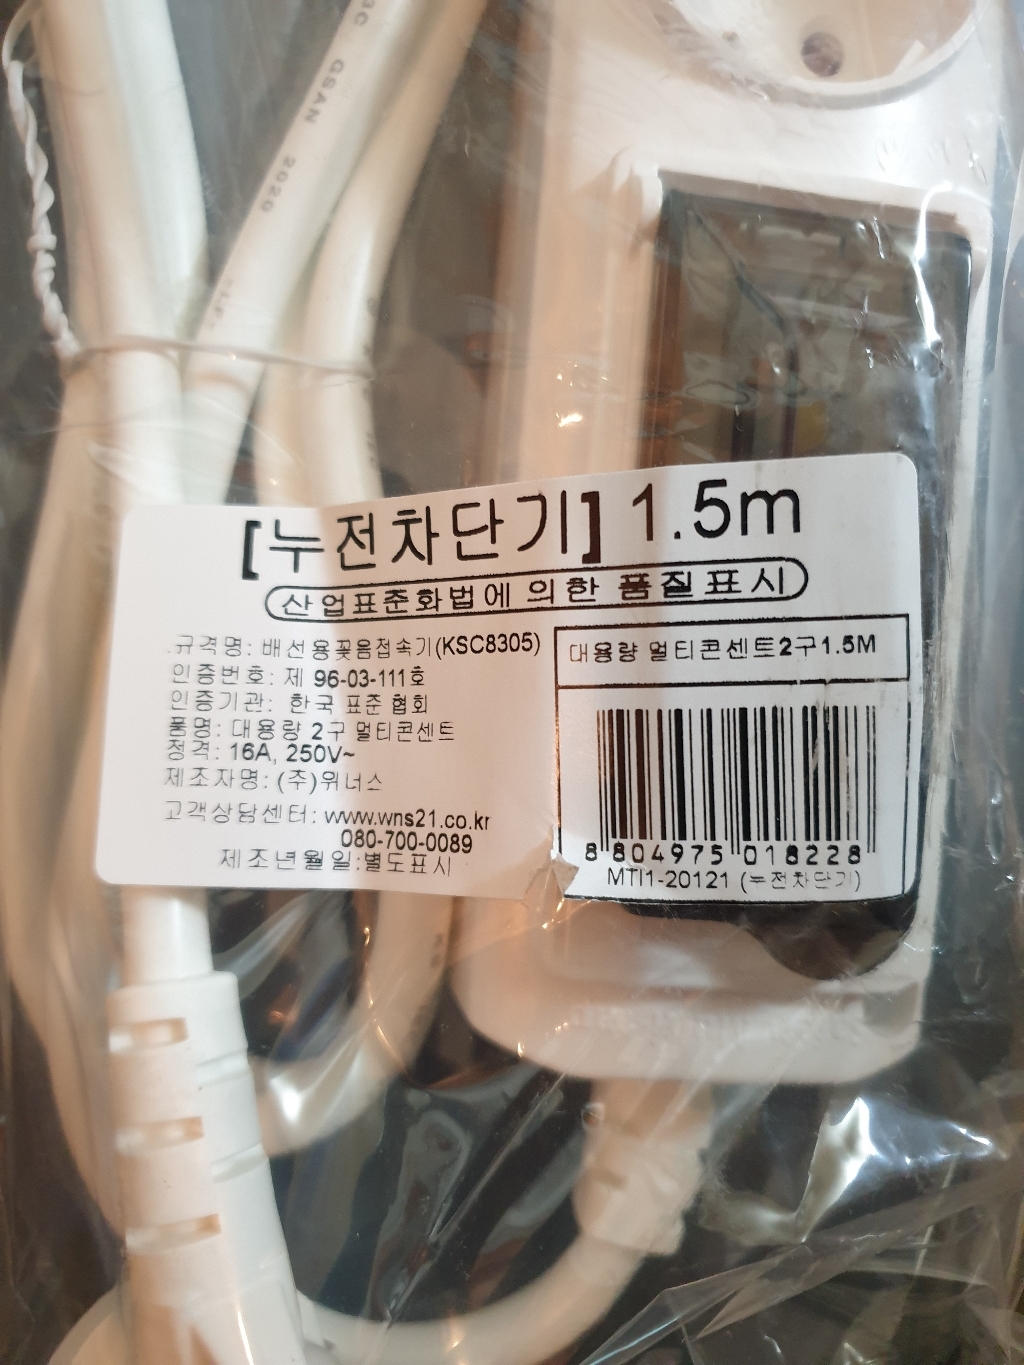 GSAN 2020
[누전차단기] 1.5m
산업표준화법에 의한 품질표시
규격명: 배선용꽂음접속기(KSC8305)
인증번호: 제 96-03-111호
인증기관: 한국 표준 협회
품명: 대용량 2구 멀티콘센트
정격: 16A, 250V~
제조자명: (주)위너스
고객상담센터: www.wns21.co.kr
080-700-0089
제조년월일:별도표시
대용량 멀티콘센트2구1.5M
8 804975 018228
MTI1-20121 (누전차단기)